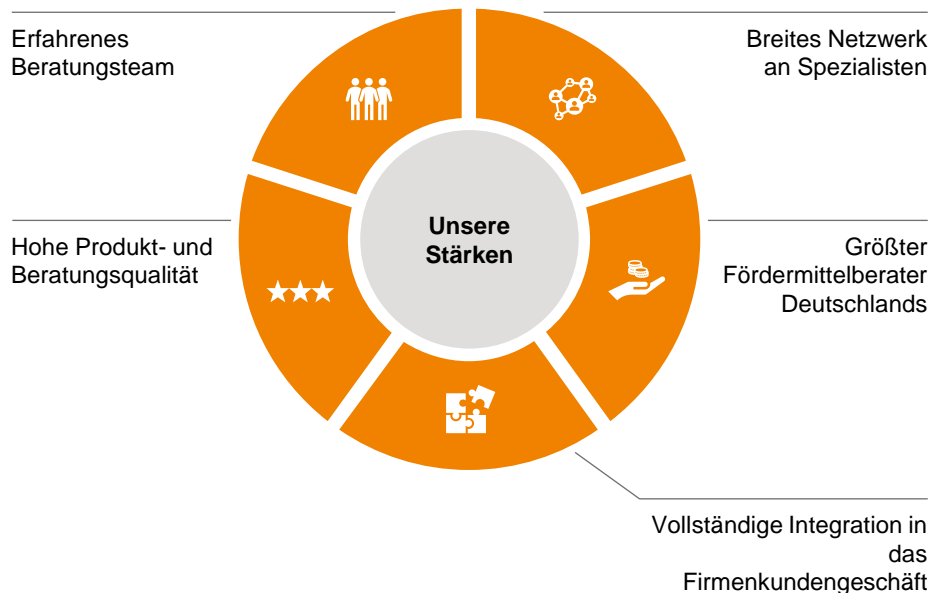 Erfahrenes
Beratungsteam
Breites Netzwerk
an Spezialisten
Unsere
Stärken
Hohe Produkt- und
Beratungsqualität
Größter
Fördermittelberater
Deutschlands
Vollständige Integration in
das
Firmenkundengeschäft